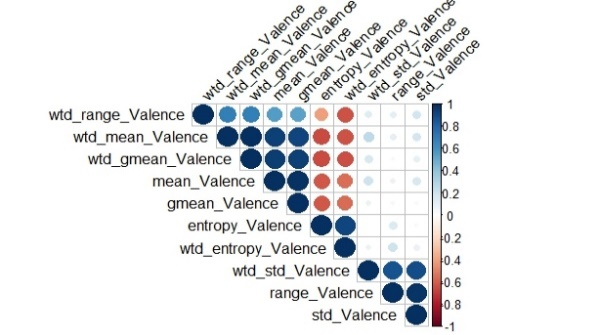 wtd_range_Valence
wtd_mean_Valence
wtd_gmean_Valence
mean_Valence
gmean_Valence
entropy_Valence
wtd_entropy_Valence
wtd_std_Valence
range_Valence
std_Valence
wtd_range_Valence
wtd_mean_Valence
wtd_gmean_Valence
mean_Valence
gmean_Valence
entropy_Valence
wtd_entropy_Valence
wtd_std_Valence
range_Valence
std_Valence
1
0.8
0.6
0.4
0.2
0
0.2
0.4
0.6
0.8
-1